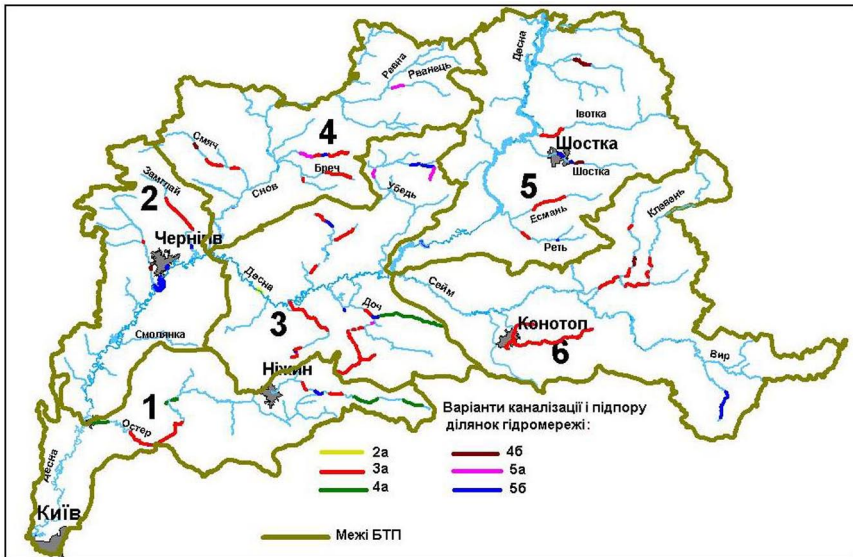 Десна
Ревна
Рванець
Івотка
4
Шостка
Смяч
Бреч
Шостка
Убедь
Снов
Замглай
2
5
Клевень
Есмань
Чернігів
Реть
Десна
Сейм
3
Доч
Конотоп
6
Смолянка
Вир
Ніжин
1
Остер
Десна
Київ
Варіанти каналізації і підпору
ділянок гідромережі:
2а
4б
3а
5а
4а
5б
Межі БТП